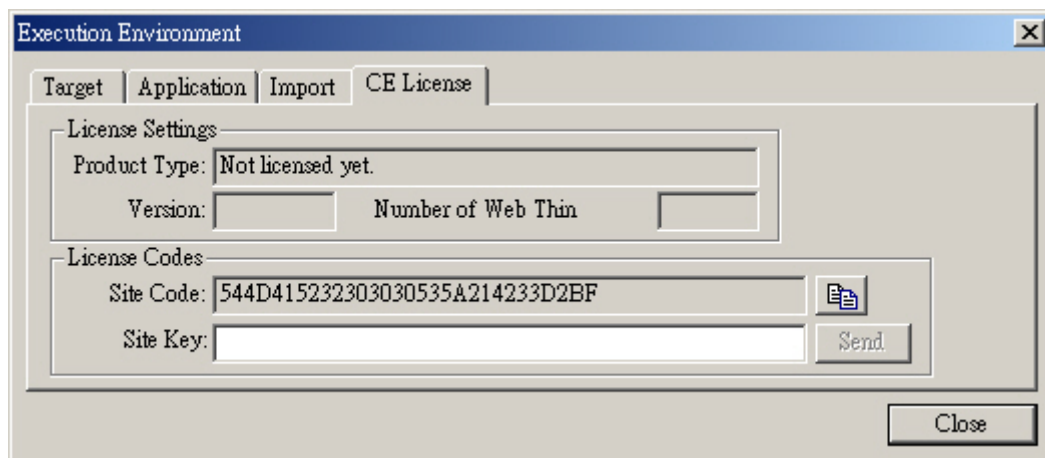 Execution Environment
Target Application Import CE License
License Settings
Product Type: Not licensed yet.
Version: Number of Web Thin
License Codes
Site Code: 544D415232303030535A214233D2BF
Site Key: Send
Close